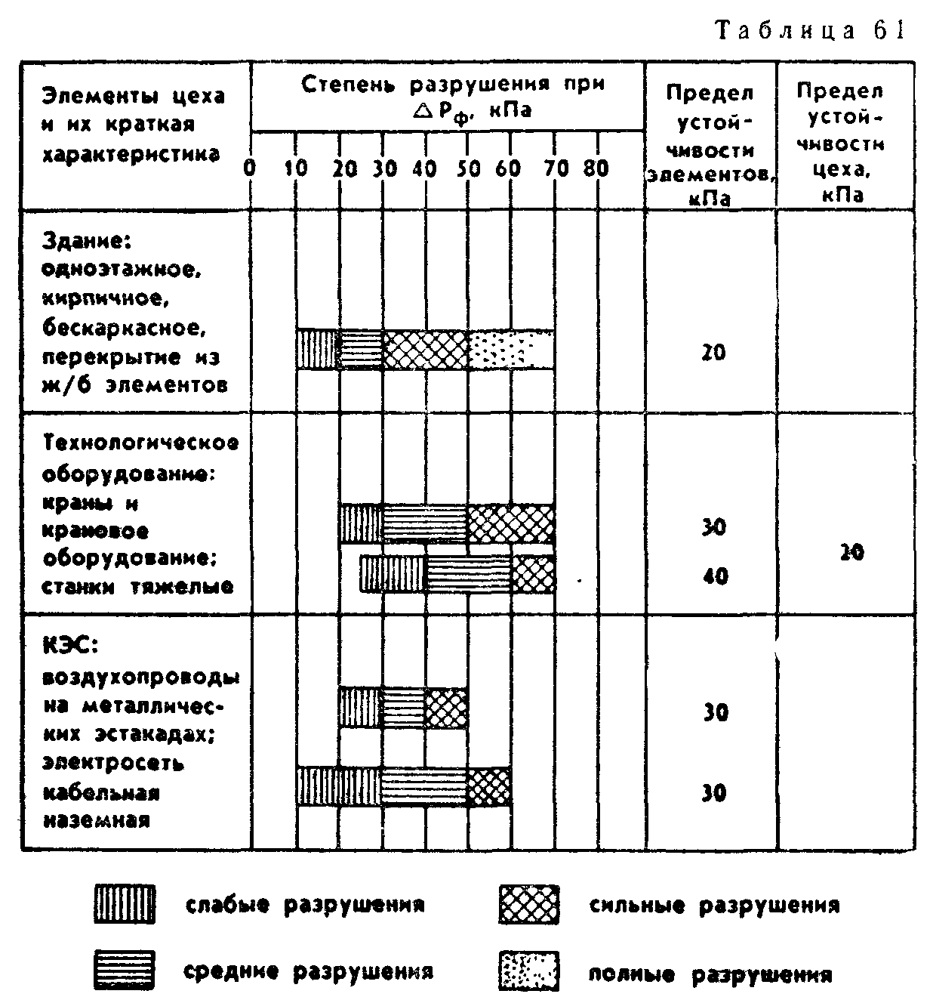 Таблица 61
Элементы цеха
и их краткая
характеристика
Степень разрушения при
△ Рф, кПа
0 10 20 30 40 50 60 70 80
Предел
устой-
чивости
элементов,
кПа
Предел
устой-
чивости
цеха,
кПа
Здание:
одноэтажное,
кирпичное,
бескаркасное,
перекрытие из
ж/б элементов
20
Технологическое
оборудование:
краны и
крановое
оборудование;
станки тяжелые
30
40
20
КЭС:
воздухопроводы
на металличес-
ких эстакадах;
электросеть
кабельная
наземная
30
30
слабые разрушения
сильные разрушения
средние разрушения
полные разрушения